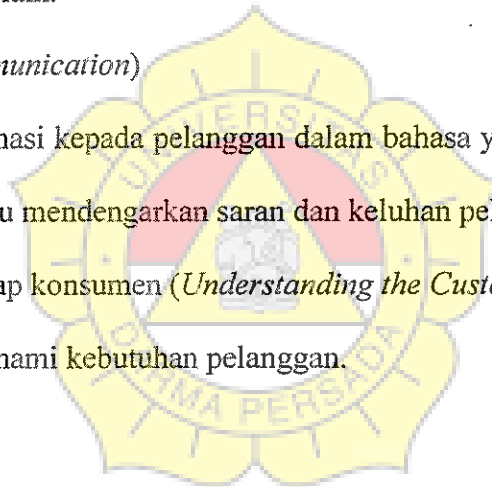 munication)
nasi kepada pelanggan dalam bahasa y
u mendengarkan saran dan keluhan pel
ap konsumen (Understanding the Custo
nami kebutuhan pelanggan.
UNIVERSITAS
DARMA PERSADA